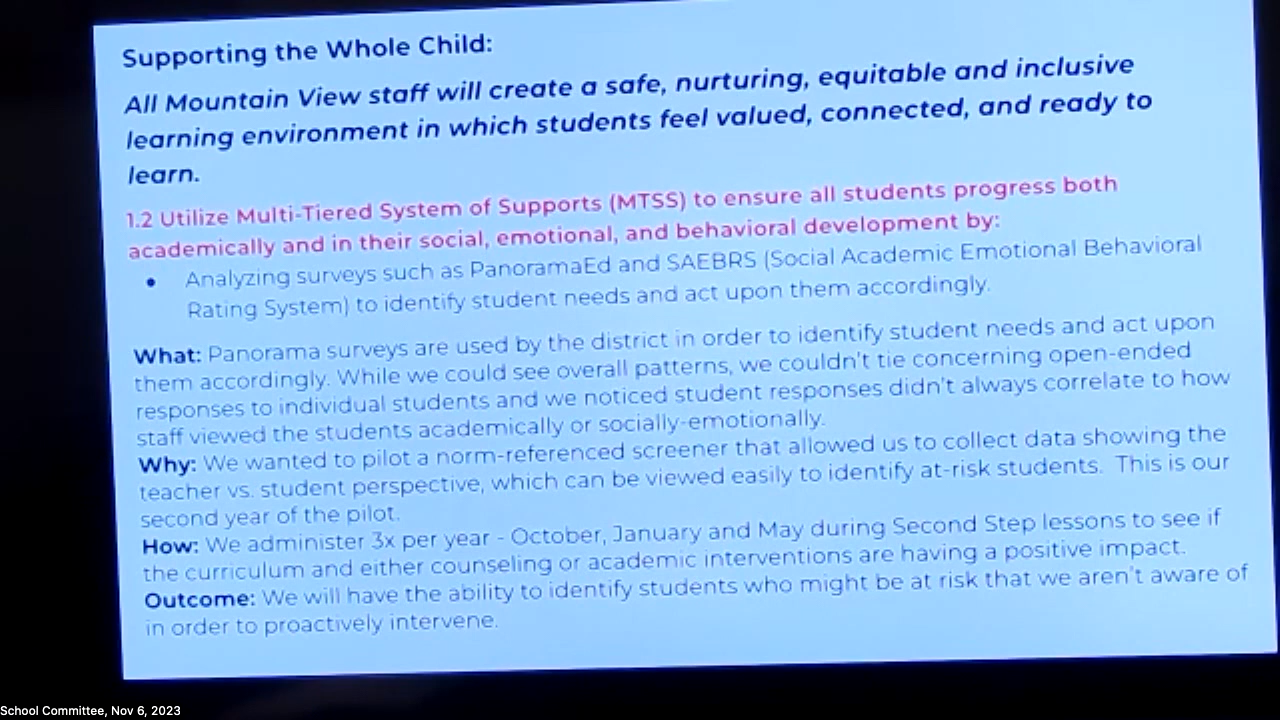 Supporting the Whole Child:
All Mountain View staff will create a safe, nurturing, equitable and inclusive
learning environment in which students feel valued, connected, and ready to
learn.
1.2 Utilize Multi-Tiered System of Supports (MTSS) to ensure all students progress both
academically and in their social, emotional, and behavioral development by:
• Analyzing surveys such as PanoramaEd and SAEBRS (Social Academic Emotional Behavioral
Rating System) to identify student needs and act upon them accordingly.
What: Panorama surveys are used by the district in order to identify student needs and act upon
them accordingly. While we could see overall patterns, we couldn't tie concerning open-ended
responses to individual students and we noticed student responses didn't always correlate to how
staff viewed the students academically or socially-emotionally.
Why: We wanted to pilot a norm-referenced screener that allowed us to collect data showing the
teacher vs. student perspective, which can be viewed easily to identify at-risk students. This is our
second year of the pilot.
How: We administer 3x per year - October, January and May during Second Step lessons to see if
the curriculum and either counseling or academic interventions are having a positive impact.
Outcome: We will have the ability to identify students who might be at risk that we aren't aware of
in order to proactively intervene.
School Committee, Nov 6, 2023